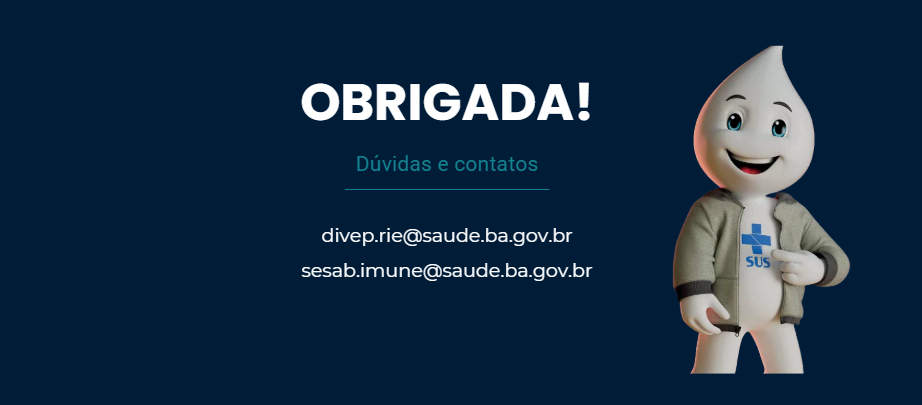 OBRIGADA!
Dúvidas e contatos
divep.rie@saude.ba.gov.br
sesab.imune@saude.ba.gov.br
SUS